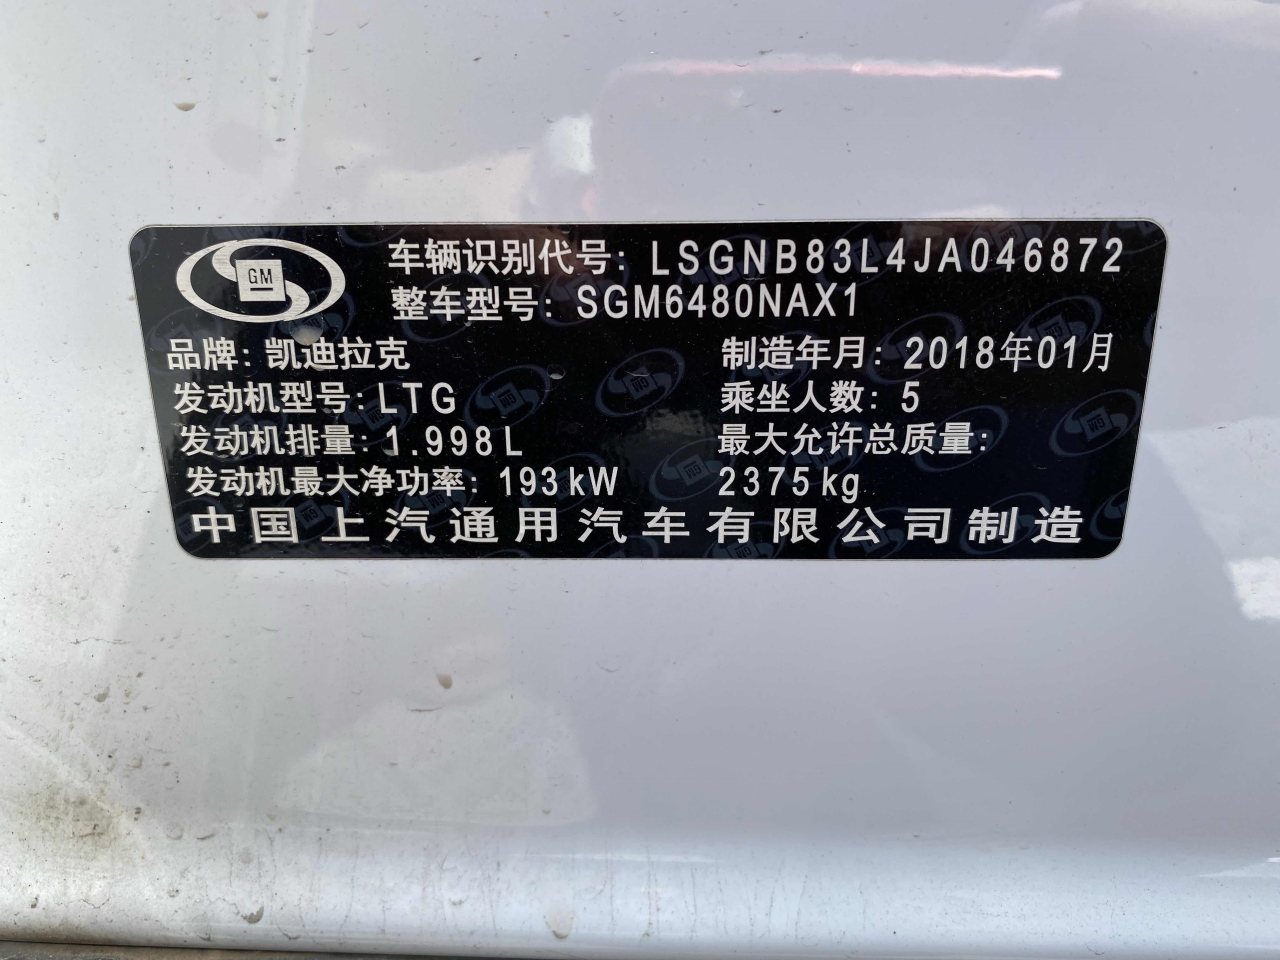 GM
车辆识别代号: LSGNB83L4JA046872
整车型号: SGM6480NAX1
品牌: 凯迪拉克
制造年月: 2018年01月
发动机型号: LTG
乘坐人数: 5
发动机排量: 1.998L
最大允许总质量:
发动机最大净功率: 193kW
2375kg
中国上汽通用汽车有限公司制造